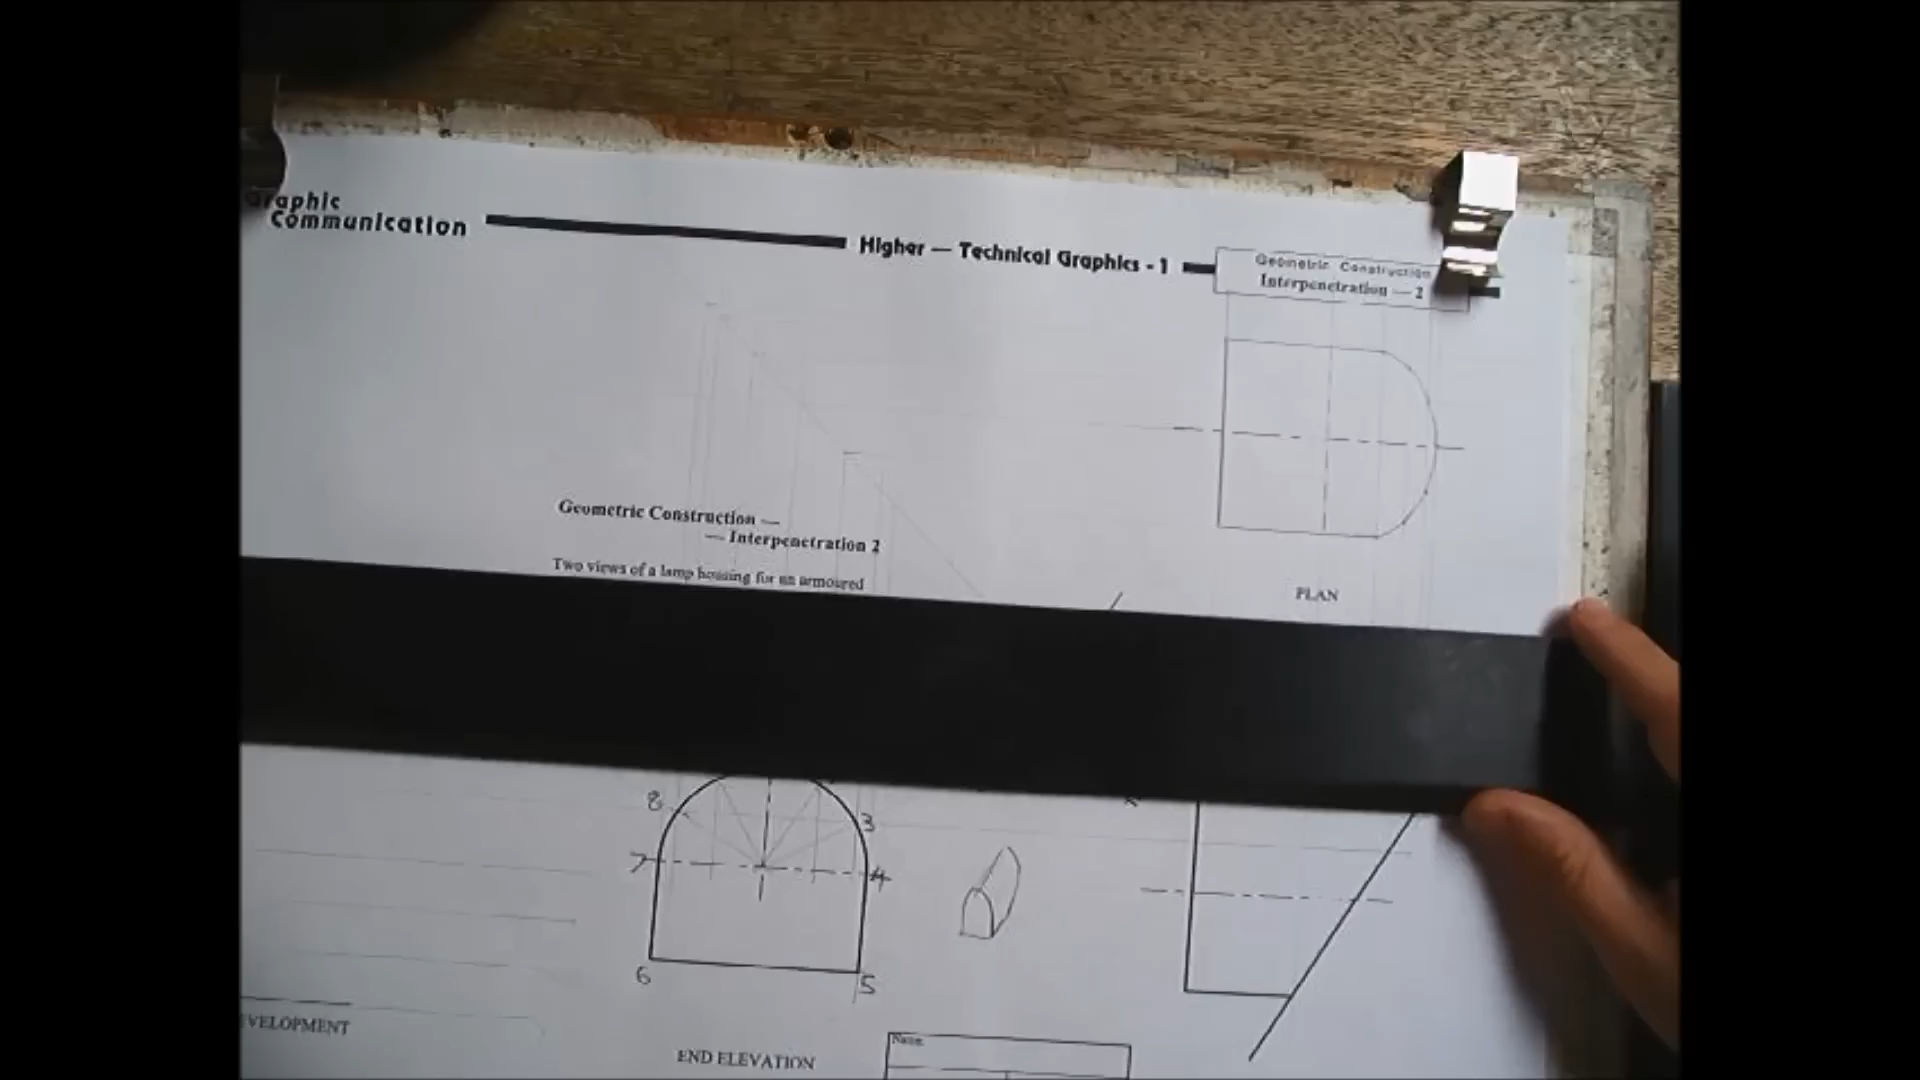 Graphic
Communication
Higher — Technical Graphics - 1
Geometric Construction
Interpenetration — 2
Geometric Construction —
— Interpenetration 2
Two views of a lamp housing for an armoured
PLAN
8
3
7
4
6
5
EVELOPMENT
END ELEVATION
Name